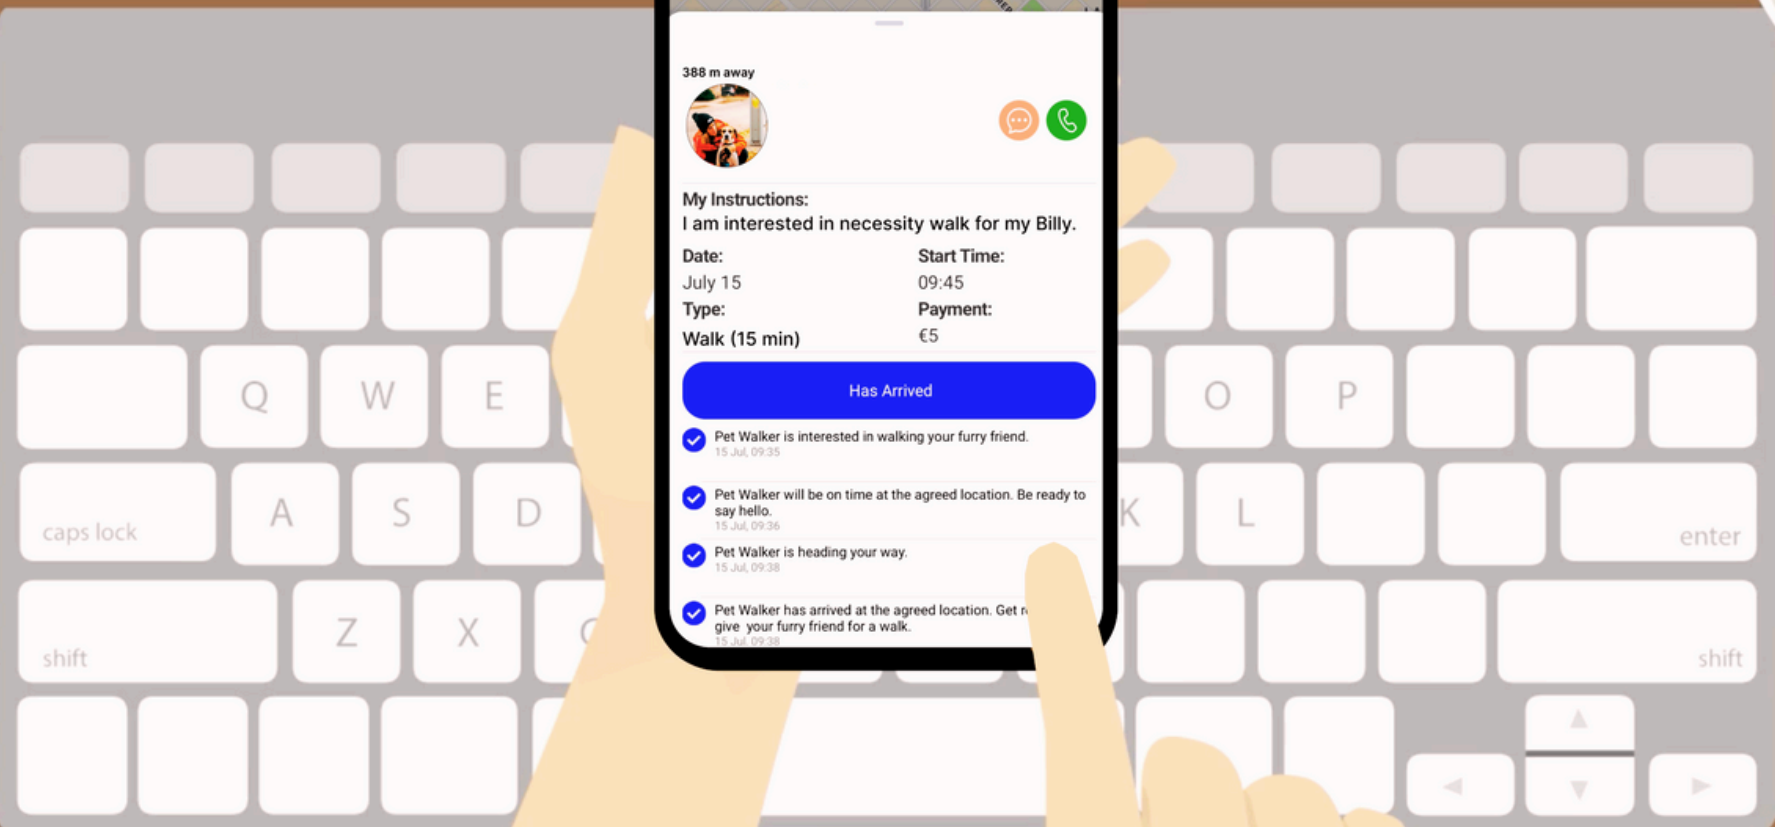 388 m away
My Instructions:
I am interested in necessity walk for my Billy.
Date:
Start Time:
July 15
09:45
Type:
Payment:
Walk (15 min)
€5
Has Arrived
Pet Walker is interested in walking your furry friend.
15 Jul, 09:35
Pet Walker will be on time at the agreed location. Be ready to
say hello.
15 Jul, 09:36
Pet Walker is heading your way.
15 Jul, 09:38
Pet Walker has arrived at the agreed location. Get
give your furry friend for a walk.
15 Jul, 09:38
Q W E O P
caps lock A S D K L enter
shift Z X shift